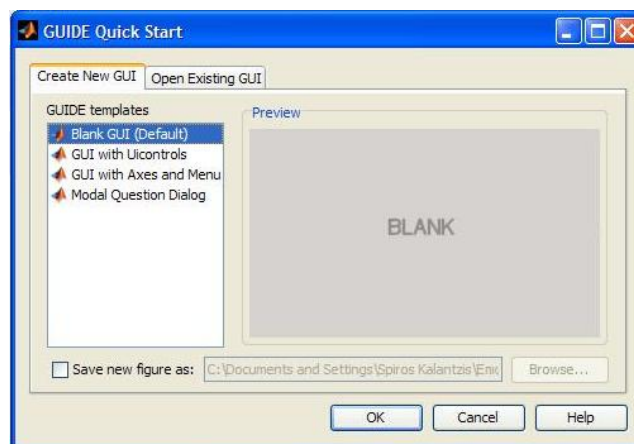 GUIDE Quick Start
Create New GUI
Open Existing GUI
GUIDE templates
Blank GUI (Default)
GUI with Uicontrols
GUI with Axes and Menu
Modal Question Dialog
Preview
BLANK
Save new figure as:
C:\Documents and Settings\Spiros Kalantzis\
Browse...
OK
Cancel
Help